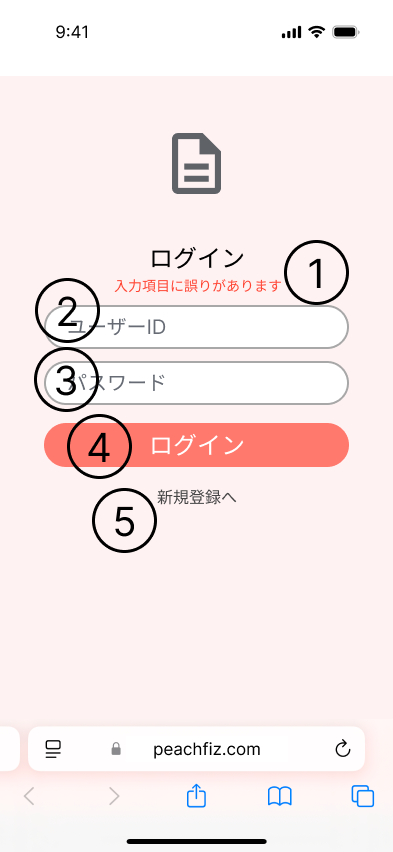 9:41
ログイン
1
入力項目に誤りがあります
2
ユーザーID
3
パスワード
4
ログイン
新規登録へ
5
peachfiz.com